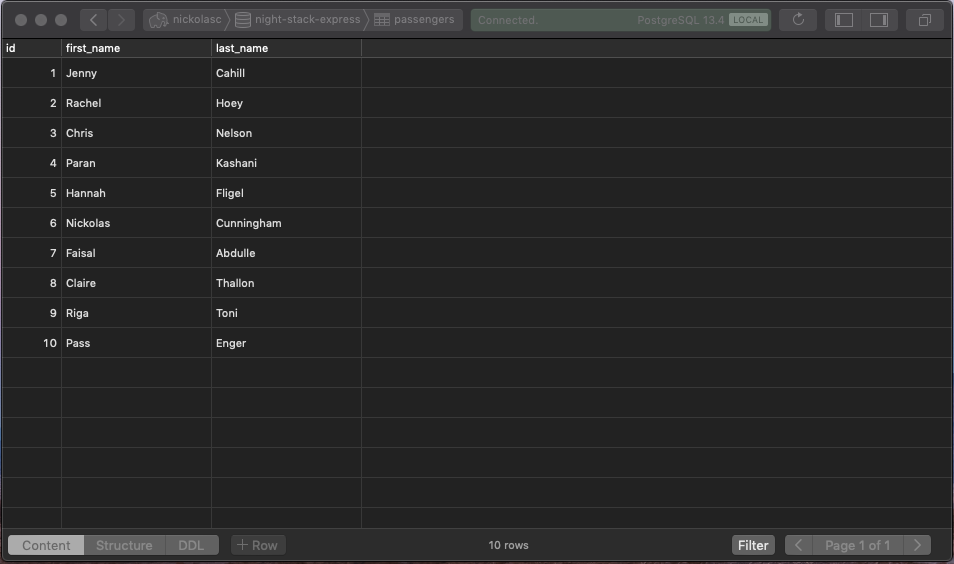 nickolasc night-stack-express passengers Connected. PostgreSQL 13.4 LOCAL
id first_name last_name
1 Jenny Cahill
2 Rachel Hoey
3 Chris Nelson
4 Paran Kashani
5 Hannah Fligel
6 Nickolas Cunningham
7 Faisal Abdulle
8 Claire Thallon
9 Riga Toni
10 Pass Enger
Content Structure DDL + Row 10 rows Filter Page 1 of 1